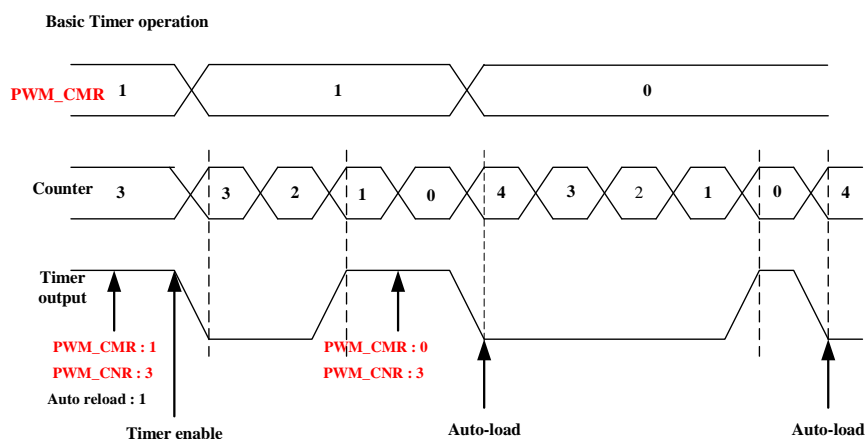 Basic Timer operation
PWM_CMR 1 1 0
Counter 3 3 2 1 0 4 3 2 1 0 4
Timer
output
PWM_CMR : 1 PWM_CMR : 0
PWM_CNR : 3 PWM_CNR : 3
Auto reload : 1
Timer enable Auto-load Auto-load